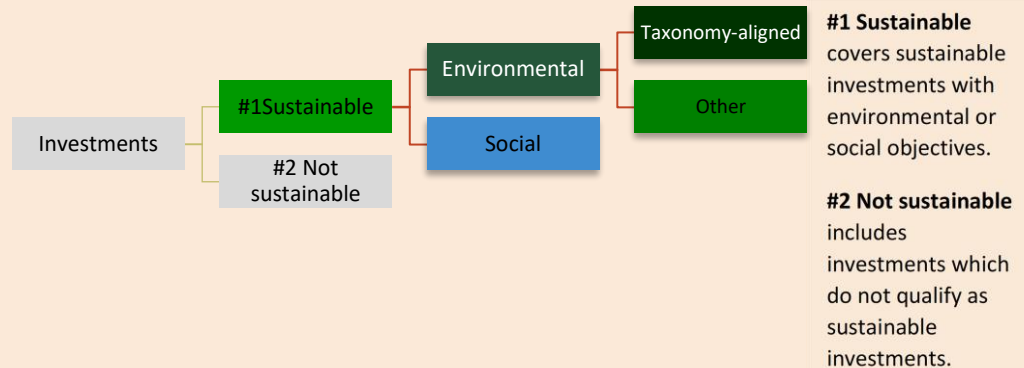 Investments
#1Sustainable
#2 Not
sustainable
Environmental
Social
Taxonomy-aligned
Other
#1 Sustainable
covers sustainable
investments with
environmental or
social objectives.
#2 Not sustainable
includes
investments which
do not qualify as
sustainable
investments.